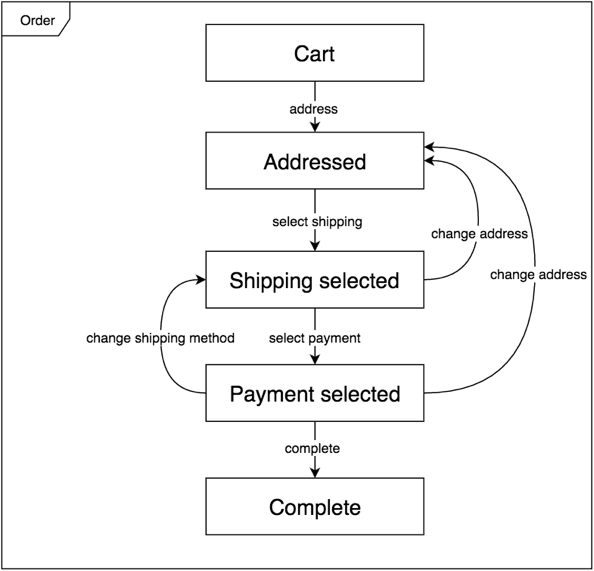 Order
Cart
address
Addressed
select shipping
change address
change address
Shipping selected
change shipping method
select payment
Payment selected
complete
Complete